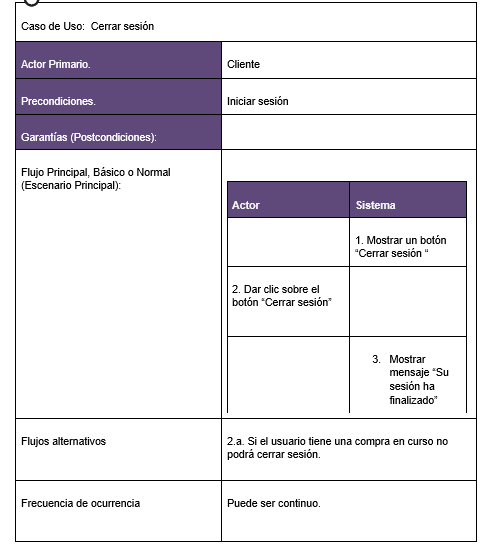 Caso de Uso: Cerrar sesión
Actor Primario.
Cliente
Precondiciones.
Iniciar sesión
Garantías (Postcondiciones):
Flujo Principal, Básico o Normal
(Escenario Principal):
Actor
Sistema
1. Mostrar un botón
“Cerrar sesión “
2. Dar clic sobre el
botón “Cerrar sesión”
3. Mostrar
mensaje “Su
sesión ha
finalizado”
Flujos alternativos
2.a. Si el usuario tiene una compra en curso no
podrá cerrar sesión.
Frecuencia de ocurrencia
Puede ser continuo.